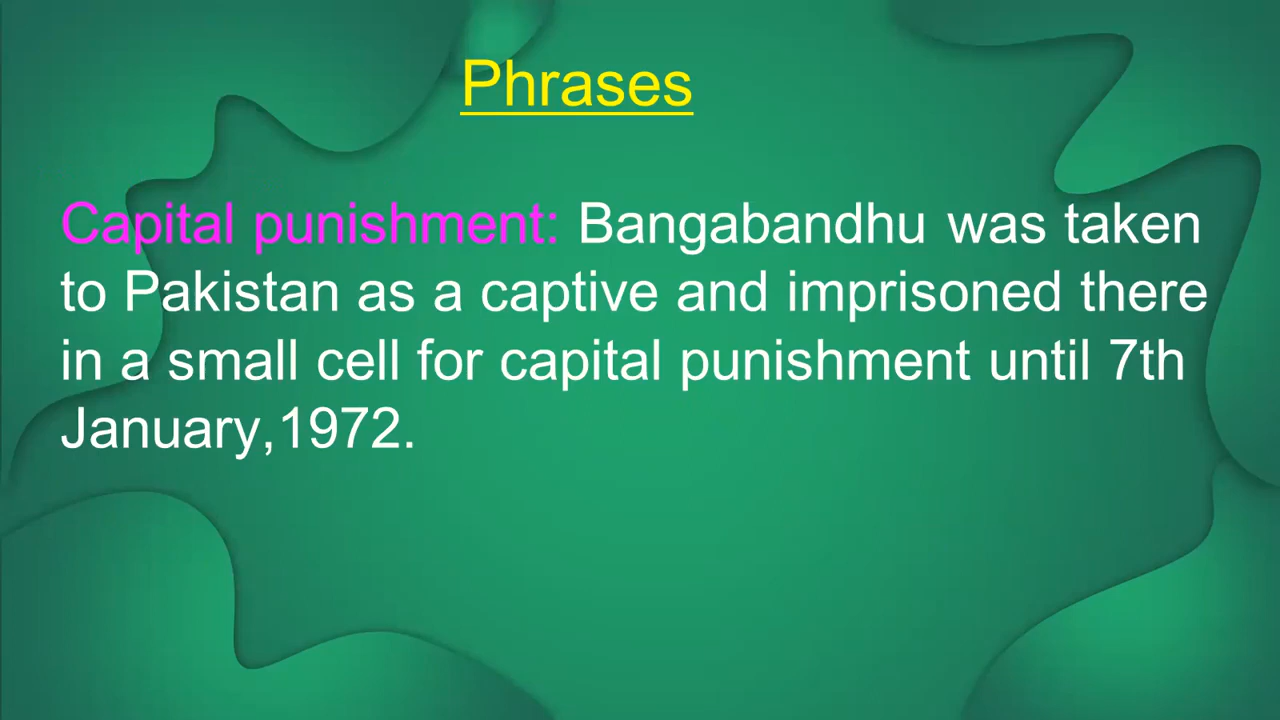 Phrases
Capital punishment: Bangabandhu was taken
to Pakistan as a captive and imprisoned there
in a small cell for capital punishment until 7th
January,1972.